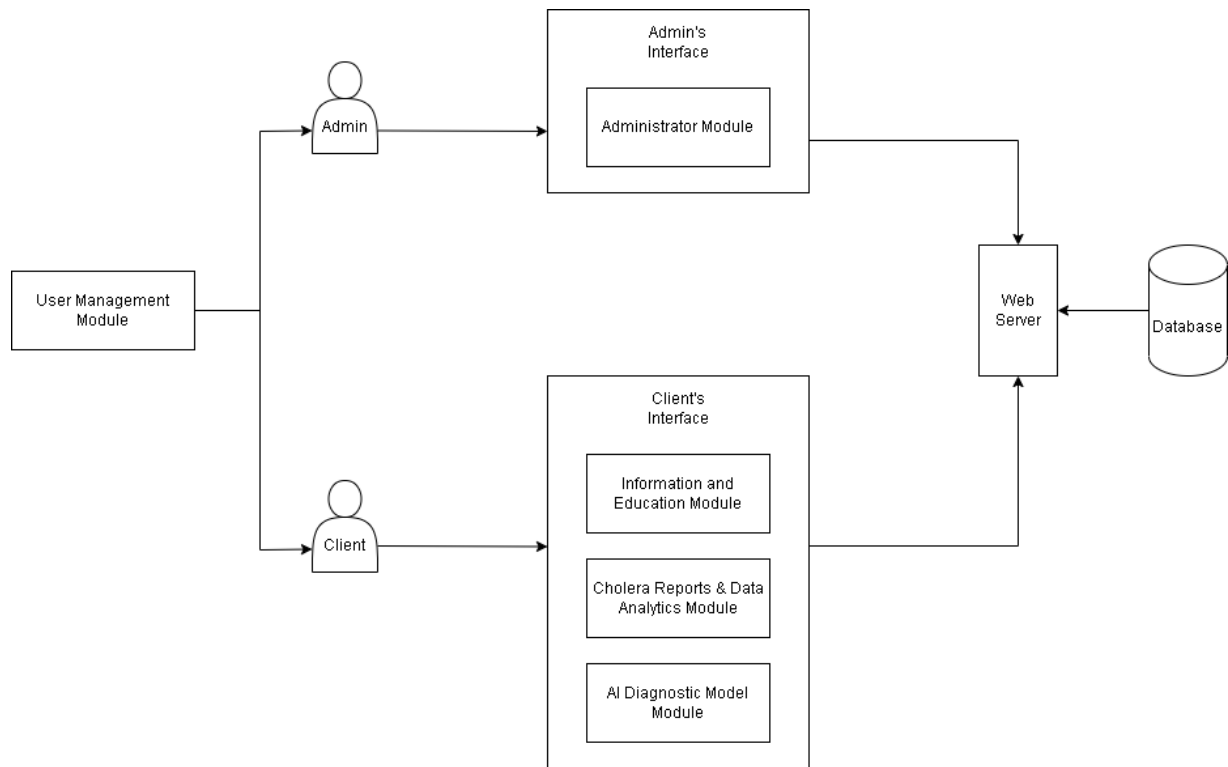 Admin's
Interface
Administrator Module
Admin
User Management
Module
Web
Server
Database
Client's
Interface
Information and
Education Module
Client
Cholera Reports & Data
Analytics Module
AI Diagnostic Model
Module